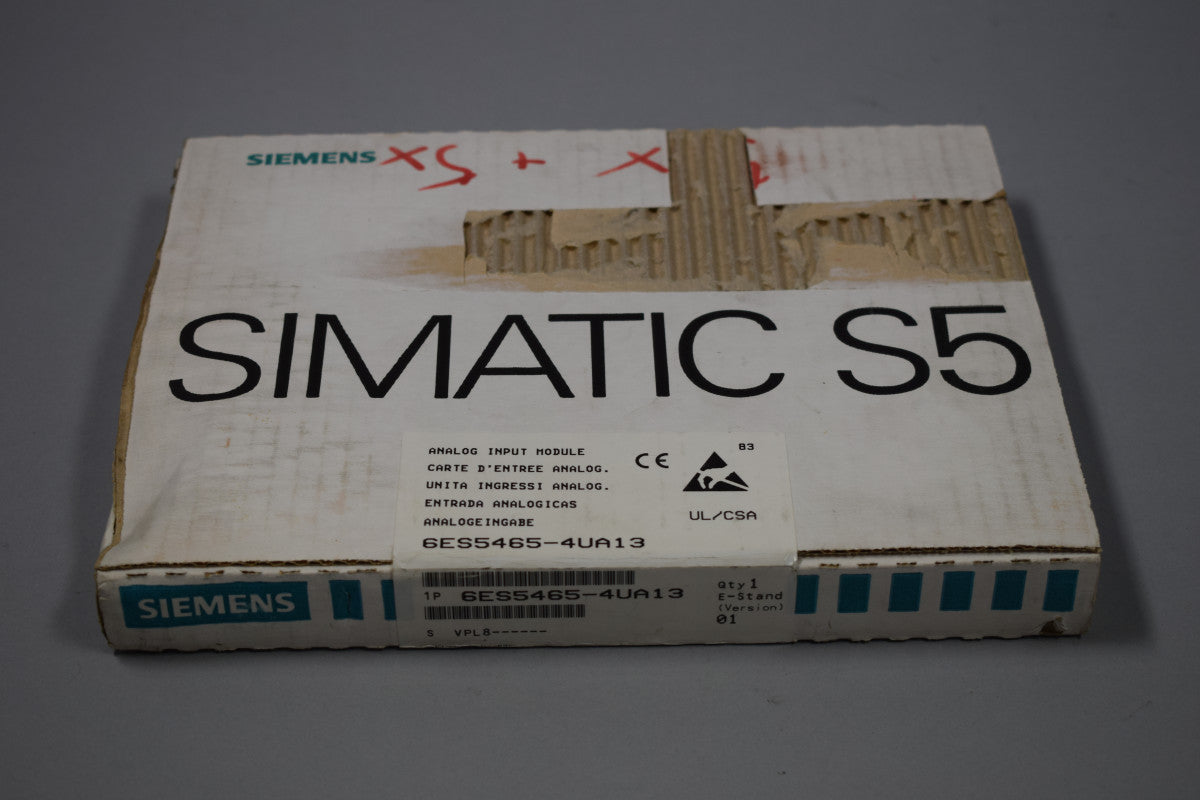 SIEMENS
SIMATIC S5
ANALOG INPUT MODULE
CARTE D'ENTREE ANALOG.
UNITA INGRESSI ANALOG.
ENTRADA ANALOGICAS
ANALOGEINGABE
6ES5465-4UA13
CE
83
UL/CSA
SIEMENS
1P 6ES5465-4UA13
S VPL8------
Qty 1
E-Stand
(Version)
01